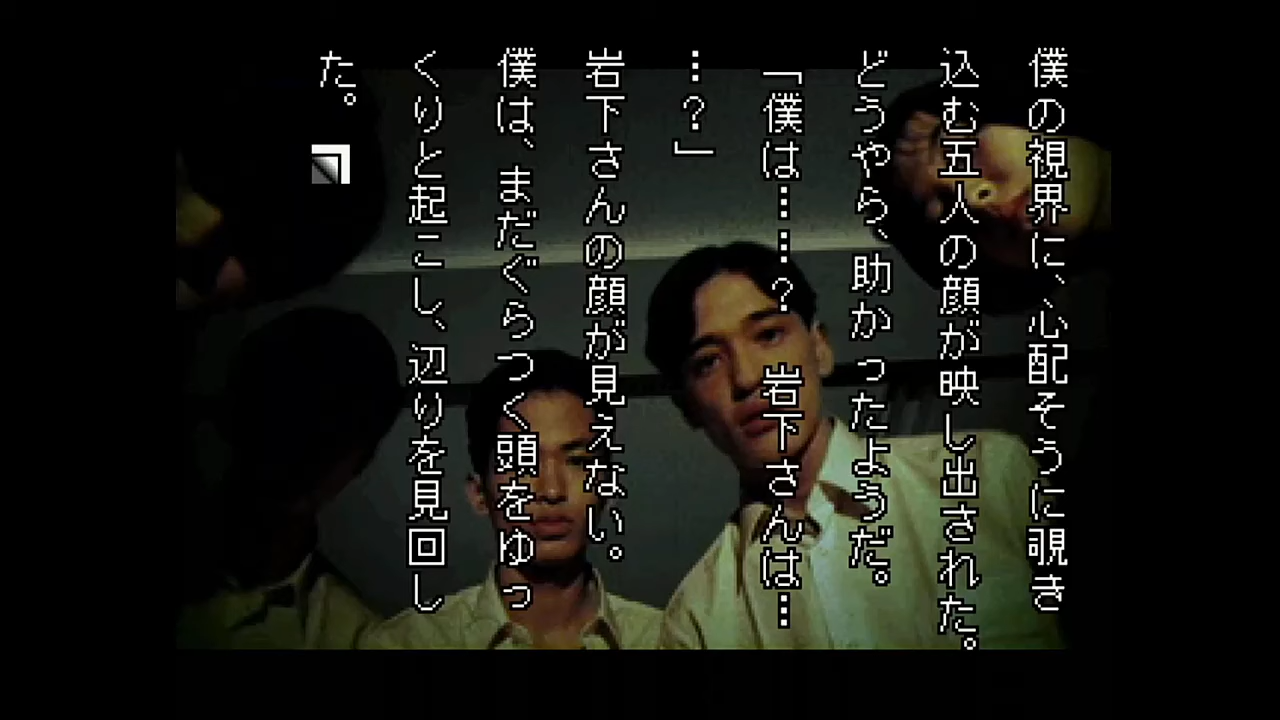 僕の視界に、心配そうに覗き
込む五人の顔が映し出された。
どうやら、助かったようだ。
「僕は……？　岩下さんは…
…？」
岩下さんの顔が見えない。
僕は、まだぐらつく頭をゆっ
くりと起こし、辺りを見回し
た。